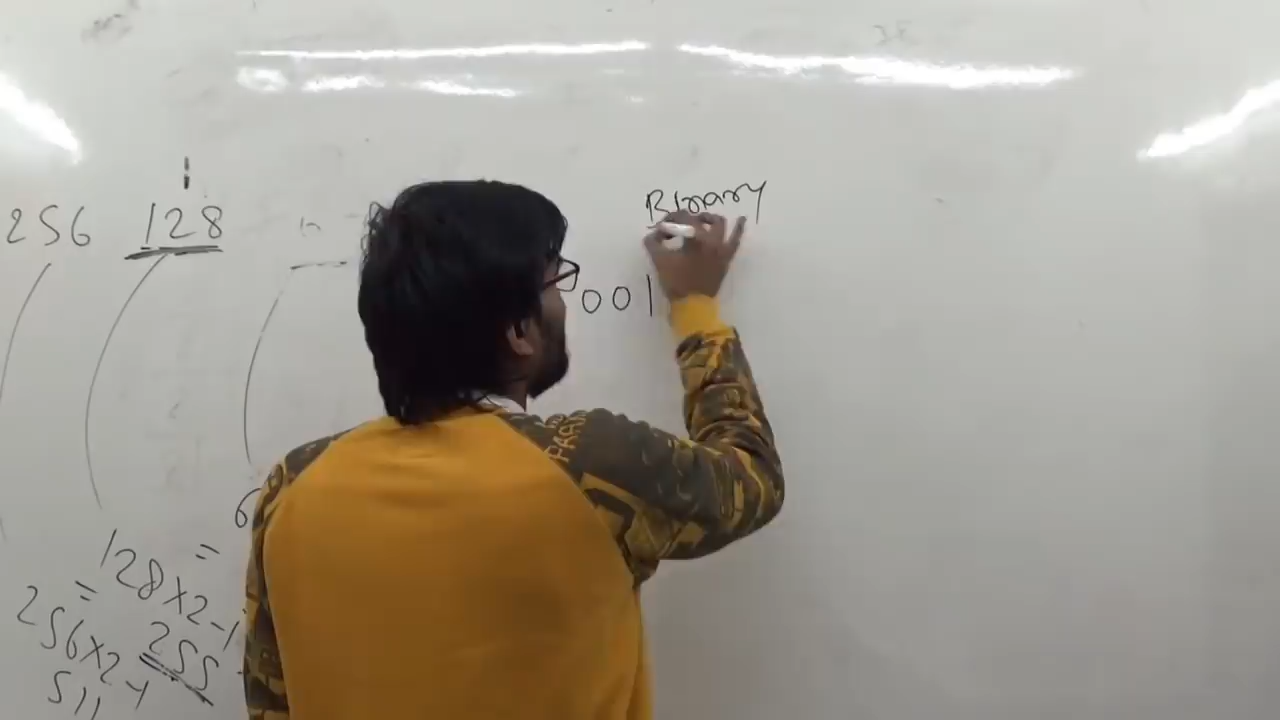 Binary
256 128
001
6
= 128x2-1
= 256x2-1
255
511